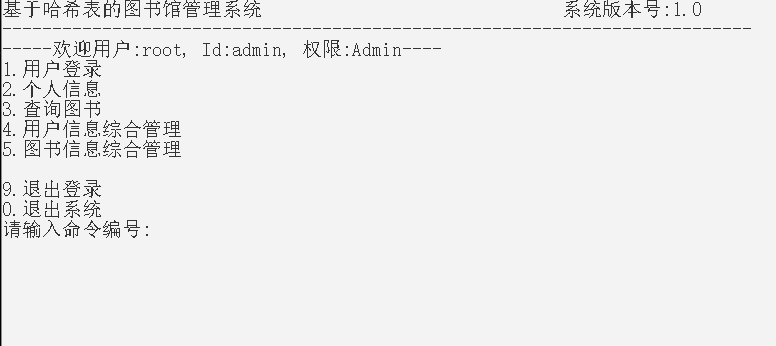 基于哈希表的图书馆管理系统 系统版本号:1.0
---------------------------------------------------------------------------
-----欢迎用户:root, Id:admin, 权限:Admin----
1.用户登录
2.个人信息
3.查询图书
4.用户信息综合管理
5.图书信息综合管理
9.退出登录
0.退出系统
请输入命令编号: